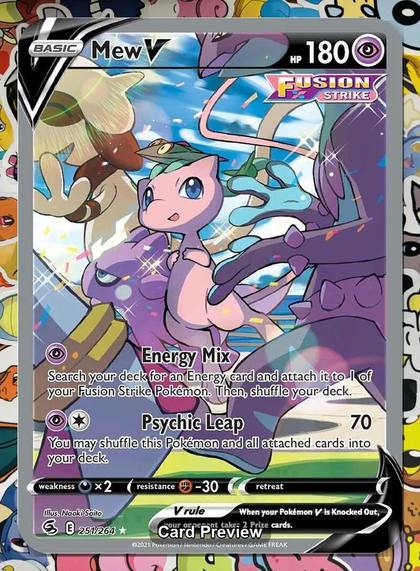 BASIC Mew V HP 180
FUSION
STRIKE
Energy Mix
Search your deck for an Energy card and attach it to 1 of
your Fusion Strike Pokémon. Then, shuffle your deck.
Psychic Leap 70
You may shuffle this Pokémon and all attached cards into
your deck.
weakness ×2 resistance -30 retreat
Illus. Naoki Saito
E 251/264
V rule When your Pokémon V is Knocked Out,
your opponent takes 2 Prize cards.
Card Preview
©2021 Pokémon / Nintendo / Creatures / GAME FREAK